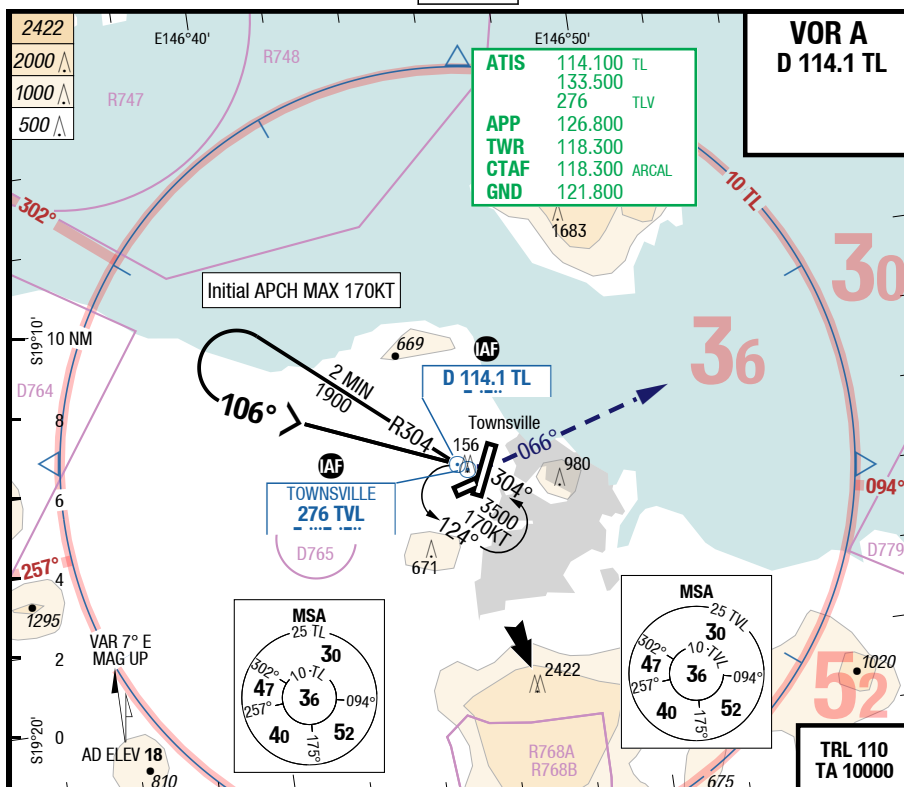 2422
2000
1000
500
E146°40'
E146°50'
R748
R747
VOR A
D 114.1 TL
ATIS 114.100 TL
133.500
276 TLV
APP 126.800
TWR 118.300
CTAF 118.300 ARCAL
GND 121.800
10 TL
302°
1683
30
Initial APCH MAX 170KT
S19°10'
10 NM
669
IAF
36
D 114.1 TL
D764
2 MIN
1900
106°
R304
8
Townsville
156
066°
980
IAF
TOWNSVILLE
276 TVL
304°
3500
170KT
124°
094°
6
D765
671
D779
257°
4
1295
MSA
25 TL
30
302°
10 TL
47
36
094°
257°
40
52
175°
MSA
25 TVL
30
302°
10 TVL
47
36
094°
257°
40
52
175°
VAR 7° E
MAG UP
2
2422
1020
52
S19°20'
0
AD ELEV 18
810
R768A
R768B
675
TRL 110
TA 10000